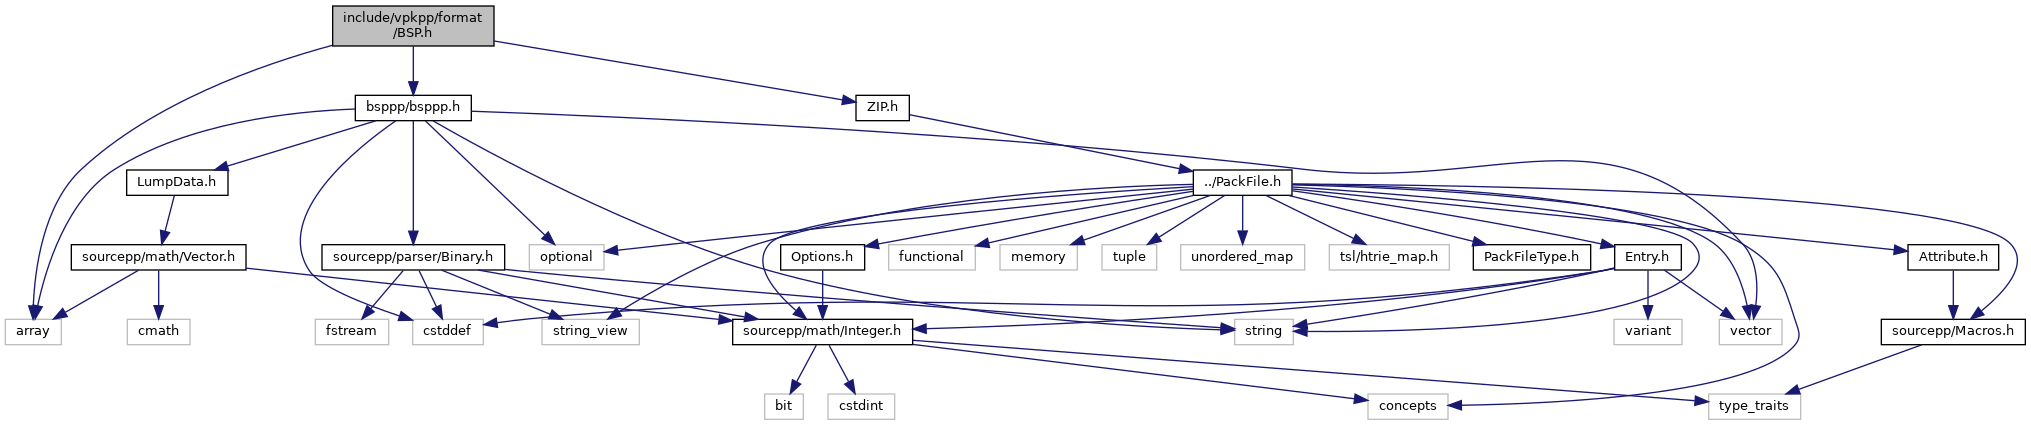 include/vpkpp/format
/BSP.h
bsppp/bsppp.h
ZIP.h
LumpData.h
../PackFile.h
sourcepp/math/Vector.h
sourcepp/parser/Binary.h
optional
Options.h
functional
memory
tuple
unordered_map
tsl/htrie_map.h
PackFileType.h
Entry.h
Attribute.h
array
cmath
fstream
cstddef
string_view
sourcepp/math/Integer.h
string
variant
vector
sourcepp/Macros.h
bit
cstdint
concepts
type_traits